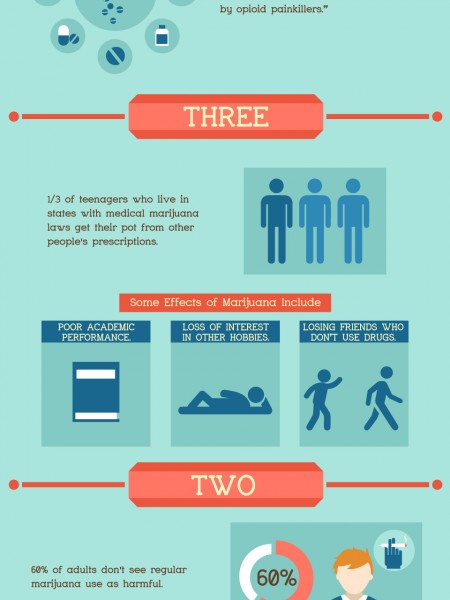 by opioid painkillers.”
THREE
1/3 of teenagers who live in
states with medical marijuana
laws get their pot from other
people's prescriptions.
Some Effects of Marijuana Include
POOR ACADEMIC
PERFORMANCE.
LOSS OF INTEREST
IN OTHER HOBBIES.
LOSING FRIENDS WHO
DON'T USE DRUGS.
TWO
60% of adults don't see regular
marijuana use as harmful.
60%